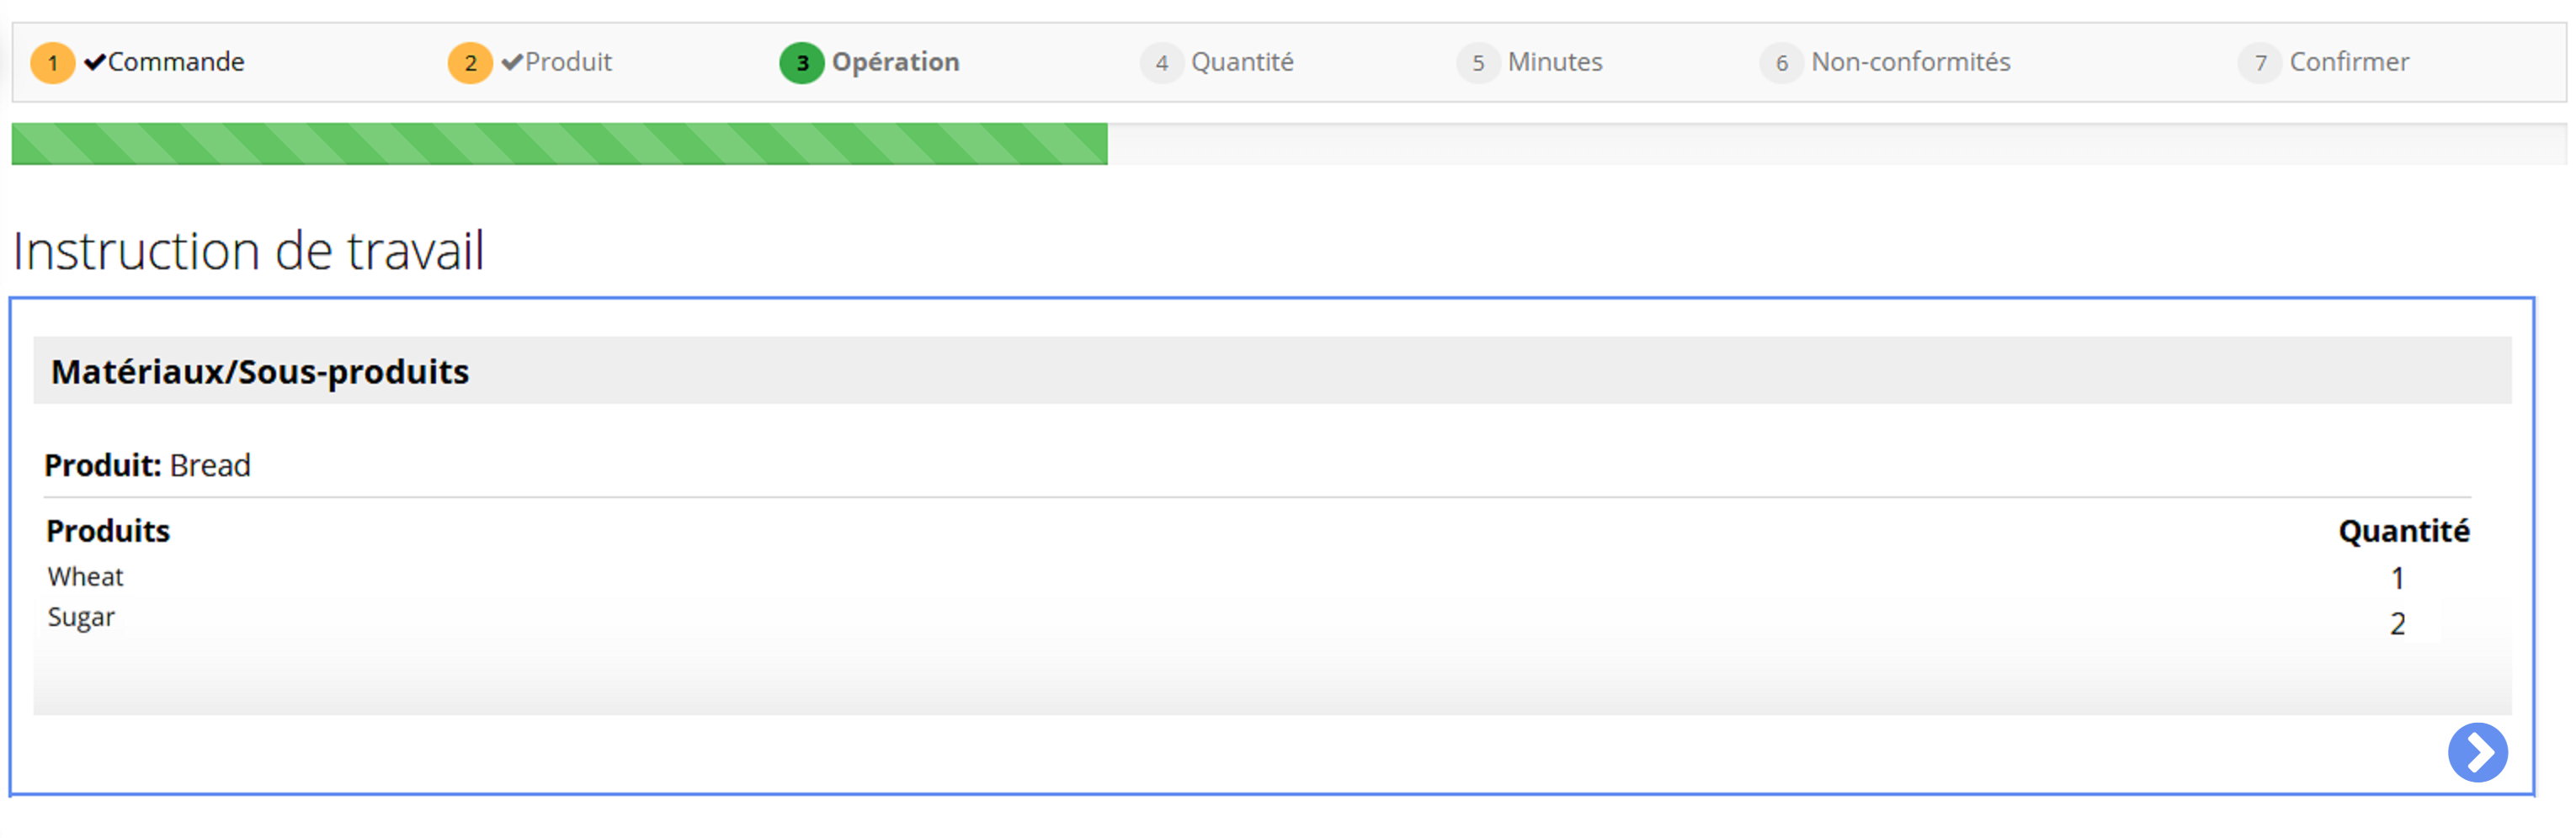 1 ✔Commande 2 ✔Produit 3 Opération 4 Quantité 5 Minutes 6 Non-conformités 7 Confirmer
Instruction de travail
Matériaux/Sous-produits
Produit: Bread
Produits Quantité
Wheat 1
Sugar 2